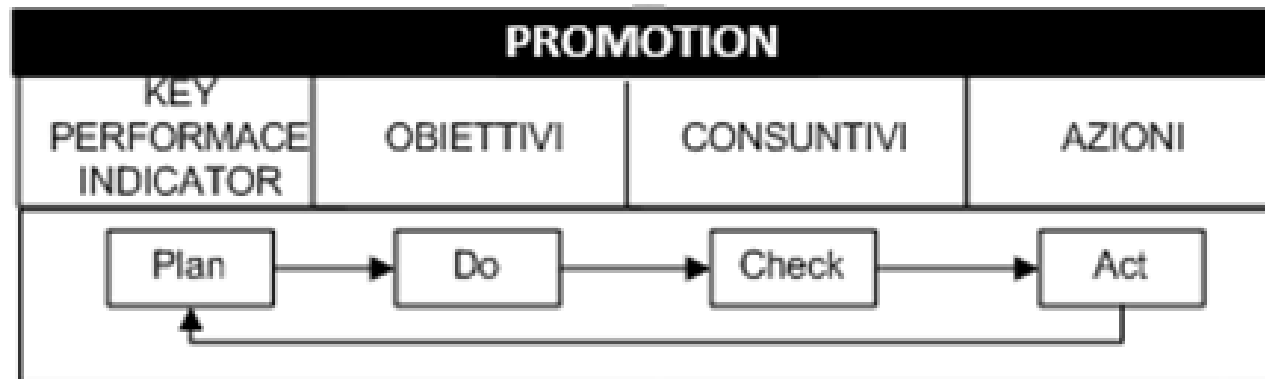 PROMOTION
KEY
PERFORMACE
INDICATOR
OBIETTIVI
CONSUNTIVI
AZIONI
Plan
Do
Check
Act